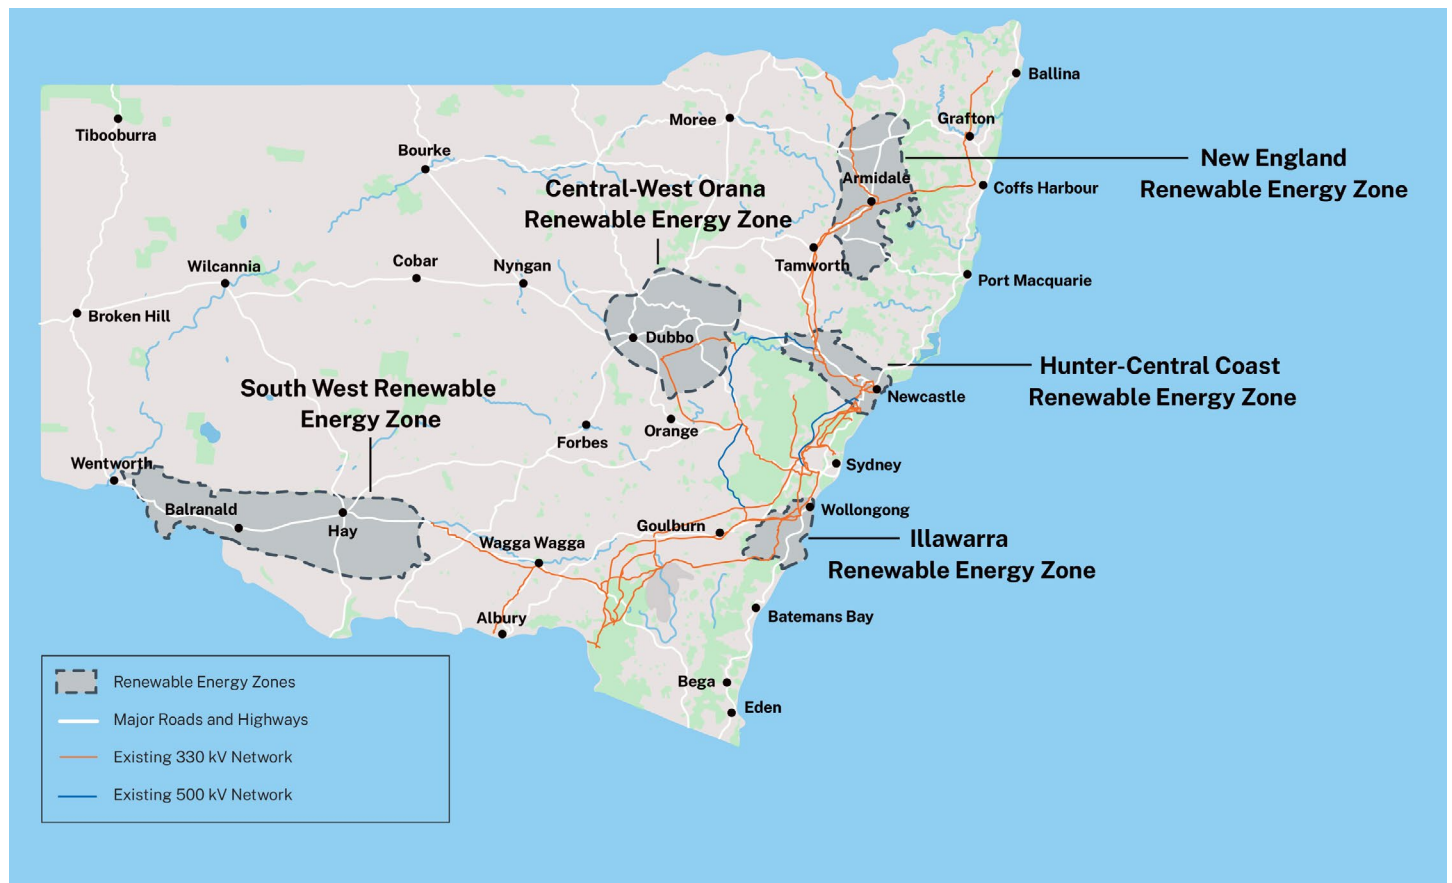 Ballina
Tibooburra
Moree
Grafton
Bourke
New England
Renewable Energy Zone
Armidale
Coffs Harbour
Central-West Orana
Renewable Energy Zone
Wilcannia
Cobar
Nyngan
Tamworth
Port Macquarie
Broken Hill
Dubbo
Hunter-Central Coast
Renewable Energy Zone
Newcastle
South West Renewable
Energy Zone
Orange
Forbes
Wentworth
Sydney
Balranald
Hay
Wollongong
Goulburn
Wagga Wagga
Illawarra
Renewable Energy Zone
Albury
Batemans Bay
Bega
Eden
Renewable Energy Zones
Major Roads and Highways
Existing 330 kV Network
Existing 500 kV Network